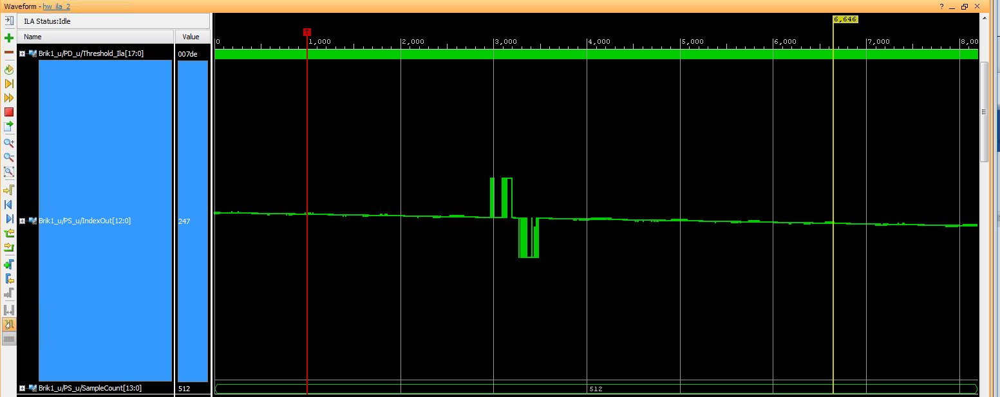 Waveform - hw_ila_2
?
ILA Status:Idle
6,646
Name Value
T
0 1,000 2,000 3,000 4,000 5,000 6,000 7,000 8,00
Brik1_u/PD_u/Threshold_Ila[17:0] 007de
Brik1_u/PS_u/IndexOut[12:0] 247
Brik1_u/PS_u/SampleCount[13:0] 512 512